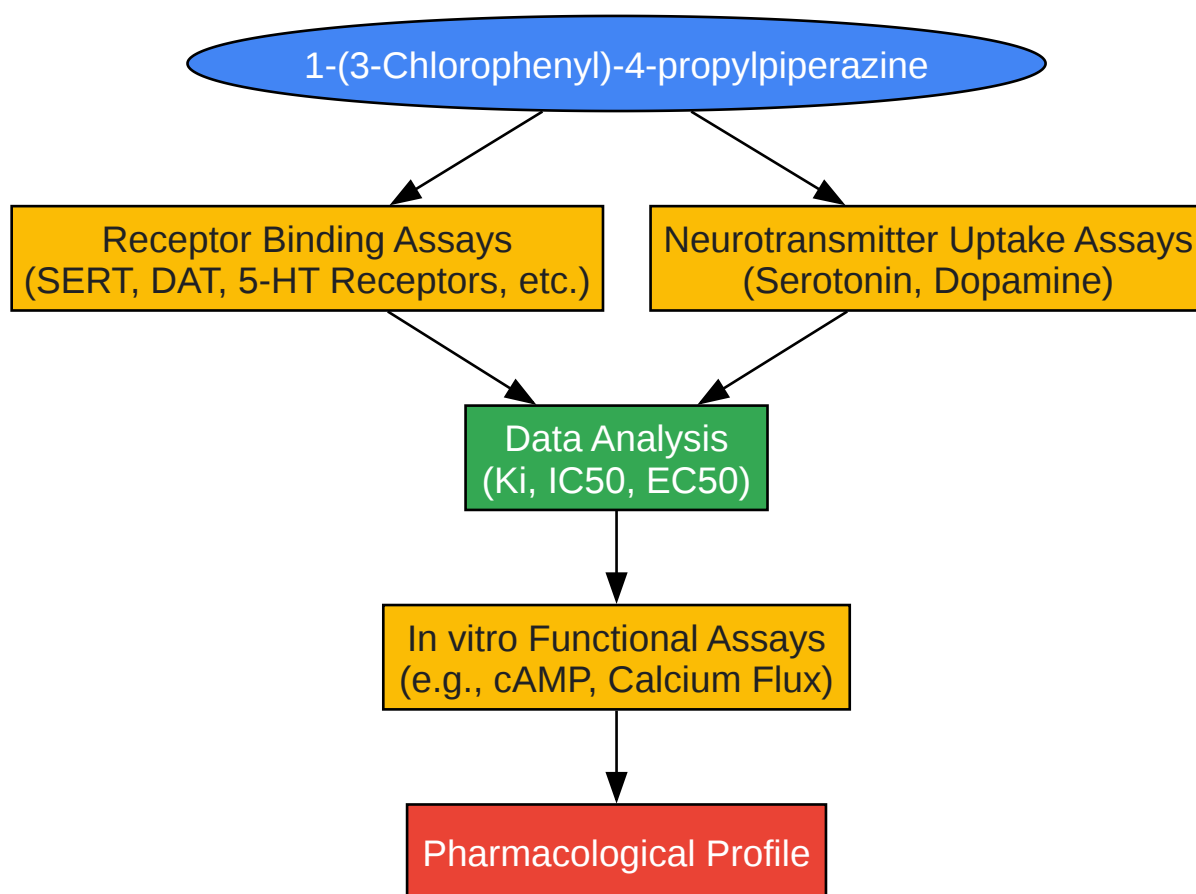 1-(3-Chlorophenyl)-4-propylpiperazine
Receptor Binding Assays
(SERT, DAT, 5-HT Receptors, etc.)
Neurotransmitter Uptake Assays
(Serotonin, Dopamine)
Data Analysis
(Ki, IC50, EC50)
In vitro Functional Assays
(e.g., cAMP, Calcium Flux)
Pharmacological Profile